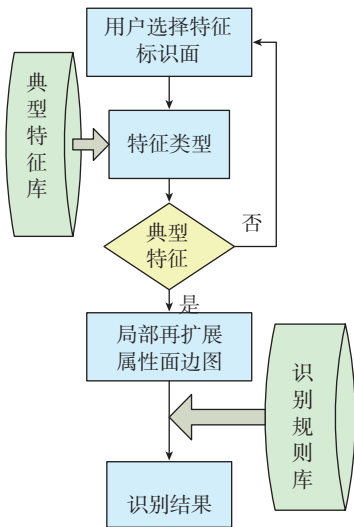 用户选择特征
标识面
典型特征库
特征类型
否
典型
特征
是
局部再扩展
属性面边图
识别规则库
识别结果